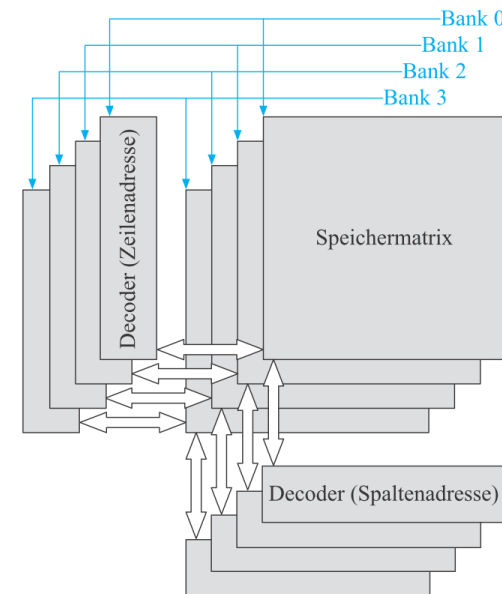 Bank 0
Bank 1
Bank 2
Bank 3
Decoder (Zeilenadresse)
Speichermatrix
Decoder (Spaltenadresse)